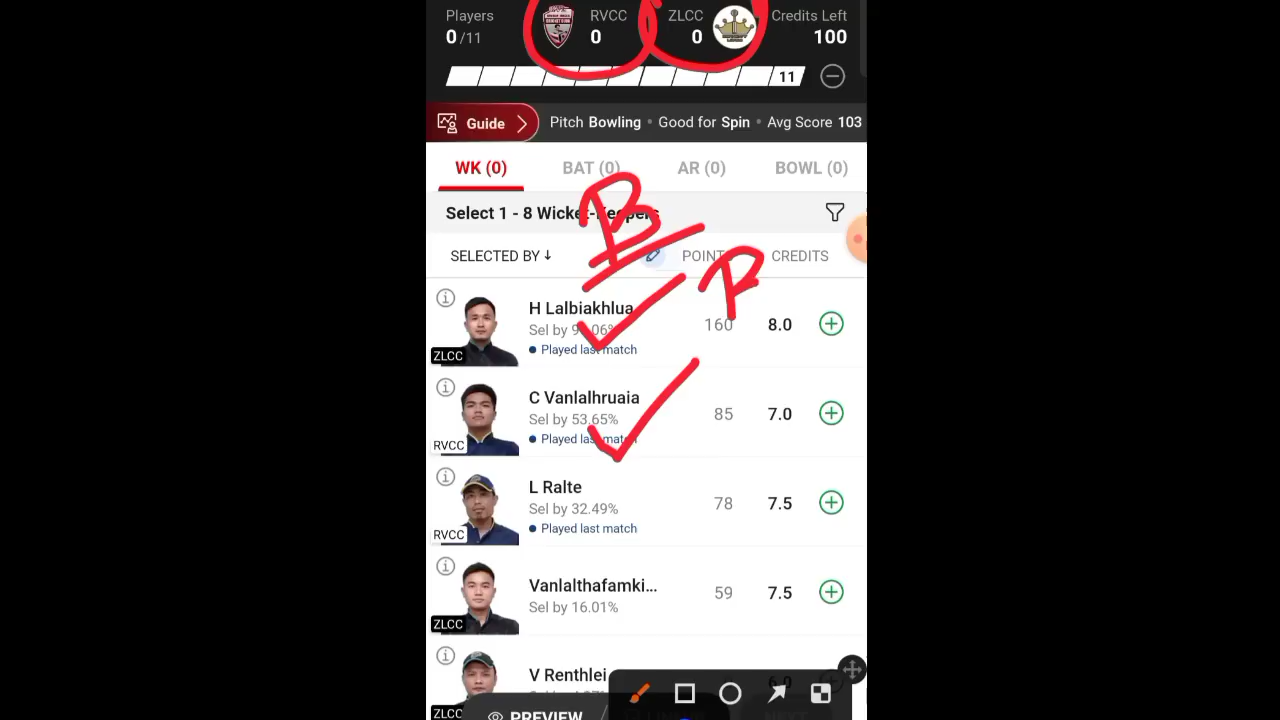 Players RVCC ZLCC Credits Left
0/11 0 0 100
11
Guide Pitch Bowling • Good for Spin • Avg Score 103
WK (0) BAT (0) AR (0) BOWL (0)
B
Select 1 - 8 Wicket-Keepers
SELECTED BY ↓ POINTS CREDITS
H Lalbiakhlua
Sel by 160 8.0
ZLCC Played last match
C Vanlalhruaia
Sel by 53.65% 85 7.0
RVCC Played last match
L Ralte
Sel by 32.49% 78 7.5
RVCC Played last match
Vanlalthafamki...
Sel by 16.01% 59 7.5
ZLCC
V Renthlei
ZLCC
PREVIEW